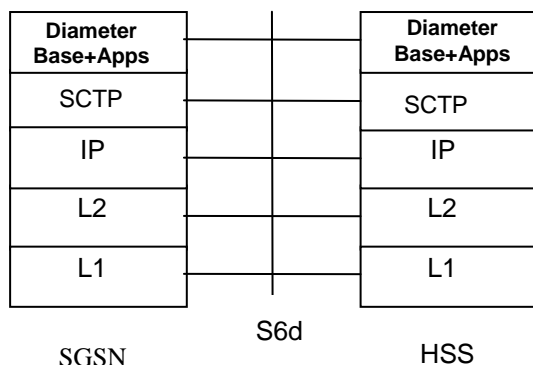 Diameter
Base+Apps
SCTP
IP
L2
L1
SGSN
S6d
Diameter
Base+Apps
SCTP
IP
L2
L1
HSS